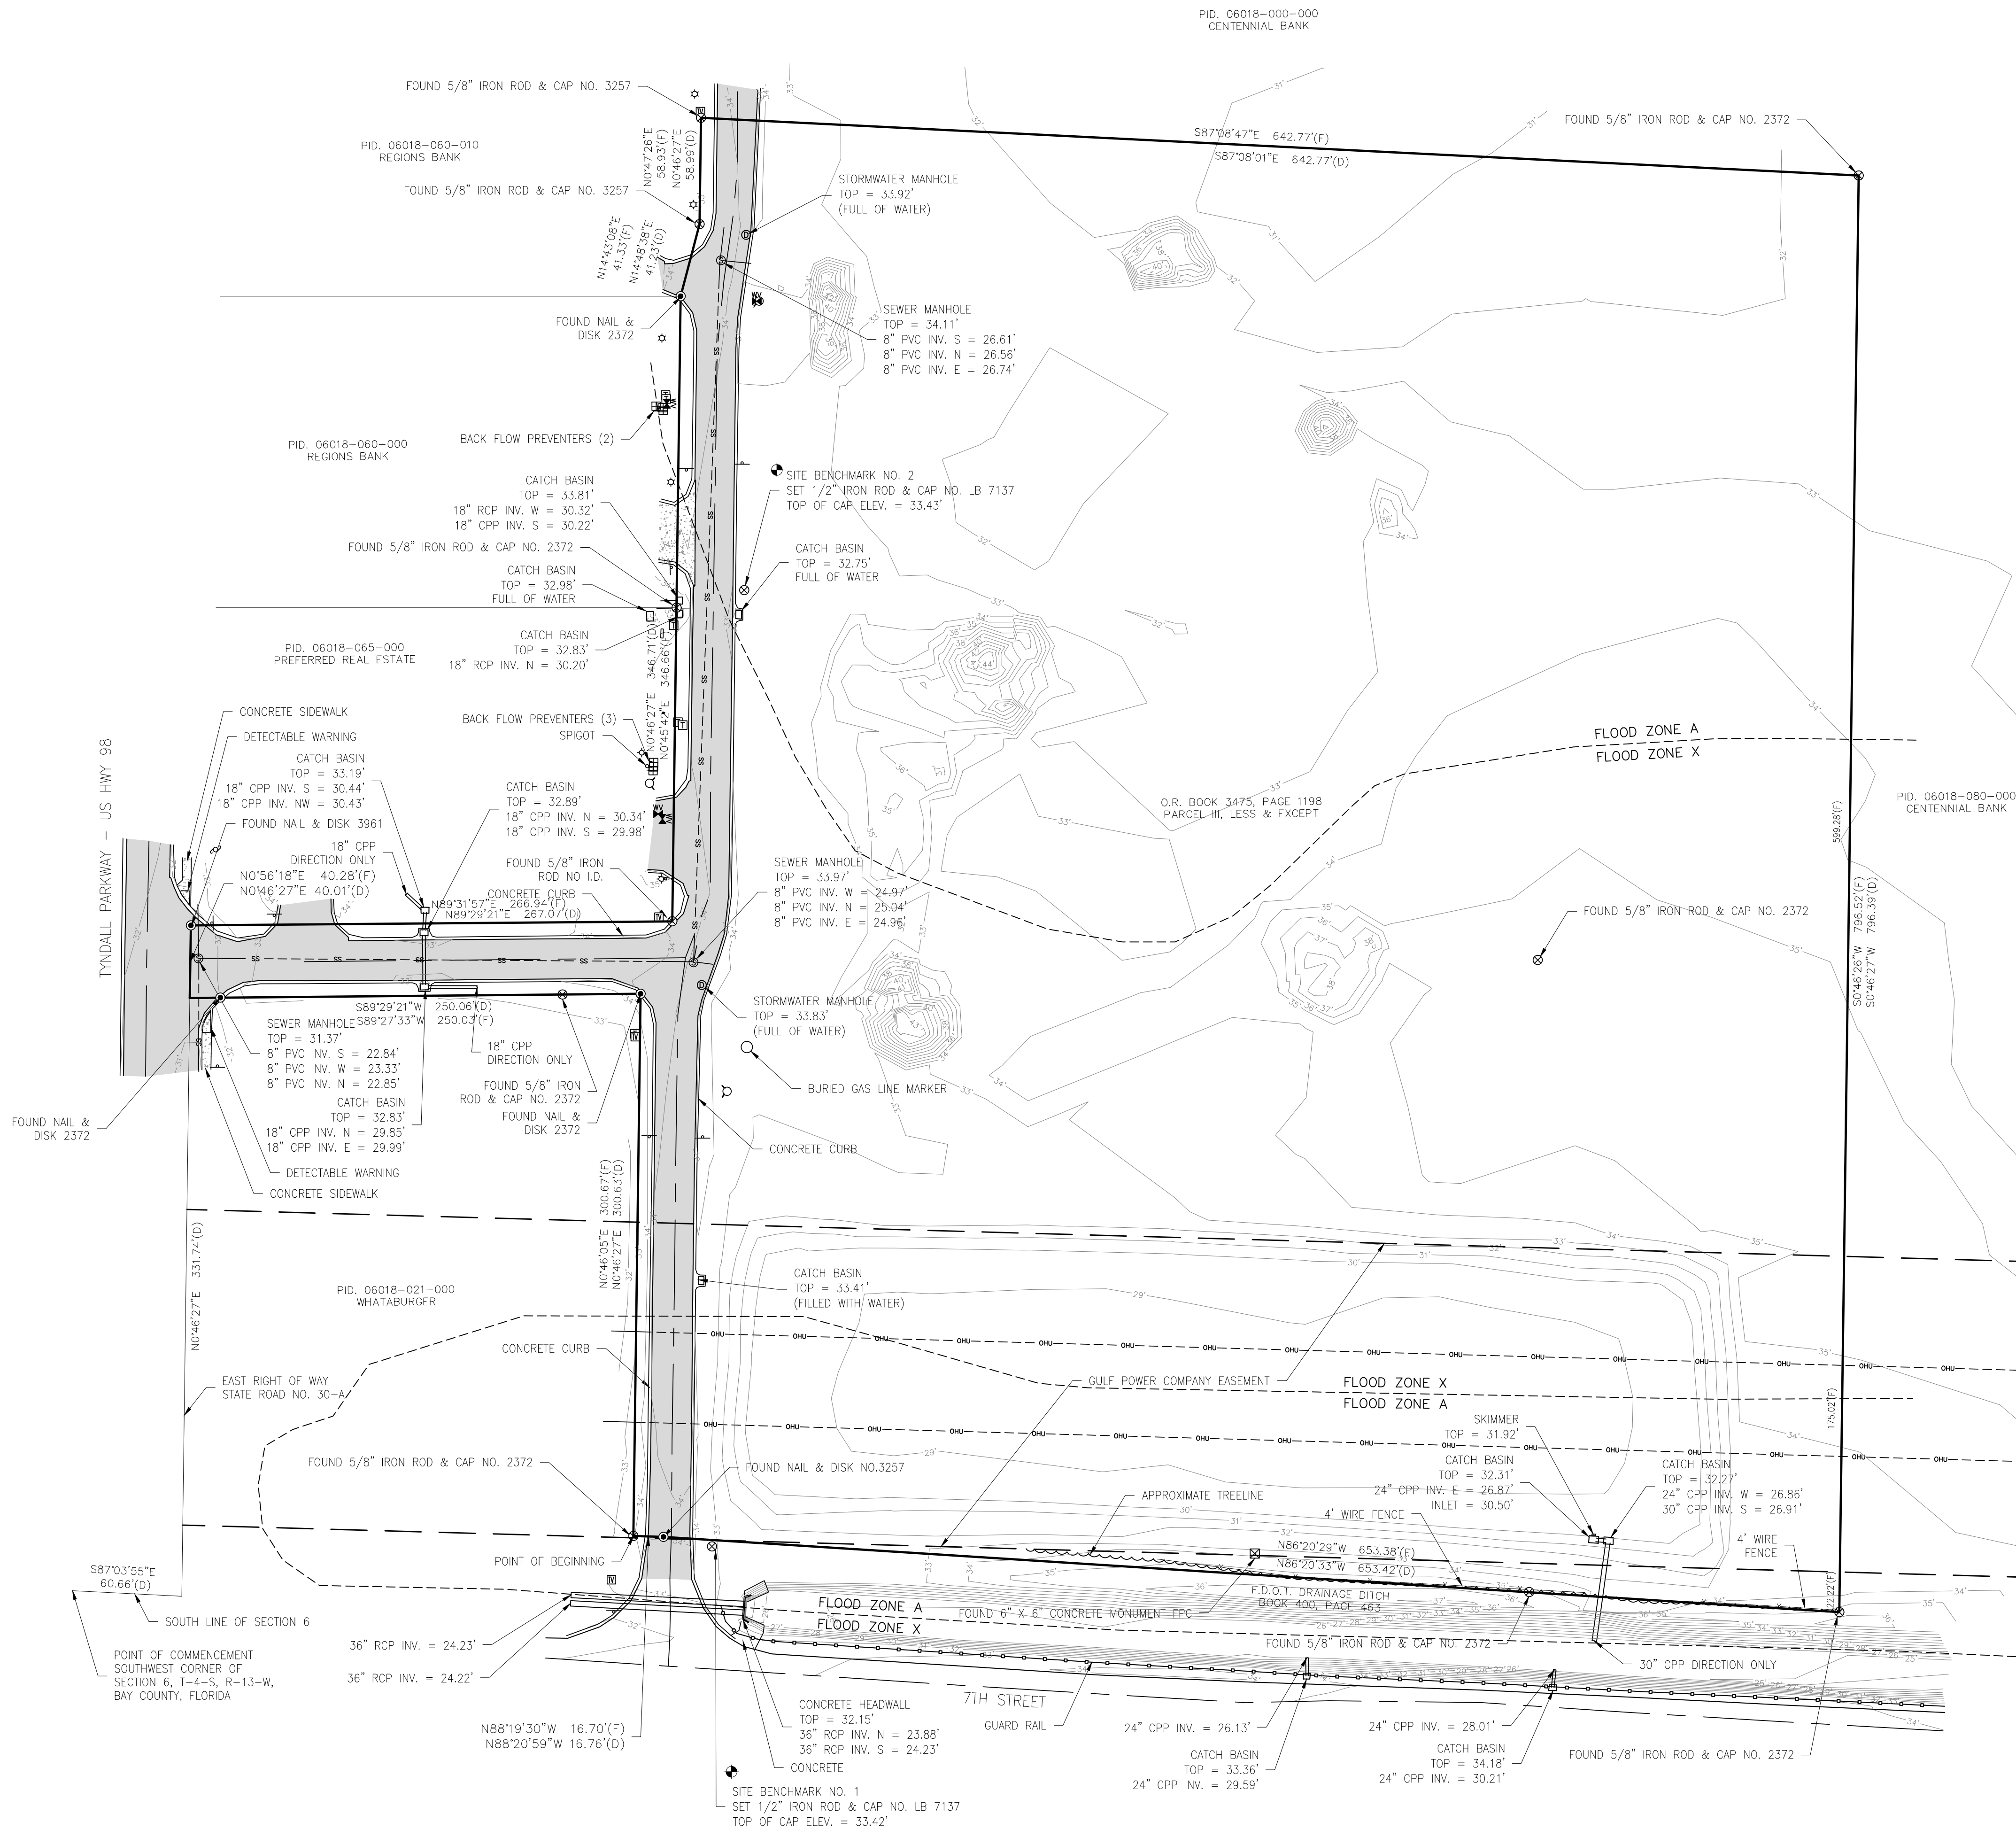 PID. 06018-000-000
CENTENNIAL BANK
FOUND 5/8" IRON ROD & CAP NO. 3257
FOUND 5/8" IRON ROD & CAP NO. 2372
S87°08'47"E 642.77'(F)
S87°08'01"E 642.77'(D)
PID. 06018-060-010
REGIONS BANK
N0°47'26"E
58.93'(F)
N0°46'27"E
58.99'(D)
FOUND 5/8" IRON ROD & CAP NO. 3257
STORMWATER MANHOLE
TOP = 33.92'
(FULL OF WATER)
N14°43'08"E
41.33'(F)
N14°48'38"E
41.23'(D)
FOUND NAIL &
DISK 2372
SEWER MANHOLE
TOP = 34.11'
8" PVC INV. S = 26.61'
8" PVC INV. N = 26.56'
8" PVC INV. E = 26.74'
BACK FLOW PREVENTERS (2)
PID. 06018-060-000
REGIONS BANK
CATCH BASIN
TOP = 33.81'
18" RCP INV. W = 30.32'
18" CPP INV. S = 30.22'
SITE BENCHMARK NO. 2
SET 1/2" IRON ROD & CAP NO. LB 7137
TOP OF CAP ELEV. = 33.43'
FOUND 5/8" IRON ROD & CAP NO. 2372
CATCH BASIN
TOP = 32.75'
FULL OF WATER
CATCH BASIN
TOP = 32.98'
FULL OF WATER
CATCH BASIN
TOP = 32.83'
18" RCP INV. N = 30.20'
PID. 06018-065-000
PREFERRED REAL ESTATE
N0°46'27"E 346.71'(D)
N0°45'42"E 346.66'(F)
CONCRETE SIDEWALK
DETECTABLE WARNING
BACK FLOW PREVENTERS (3)
SPIGOT
TYNDALL PARKWAY - US HWY 98
CATCH BASIN
TOP = 33.19'
18" CPP INV. S = 30.44'
18" CPP INV. NW = 30.43'
CATCH BASIN
TOP = 32.89'
18" CPP INV. N = 30.34'
18" CPP INV. S = 29.98'
FOUND NAIL & DISK 3961
18" CPP
DIRECTION ONLY
N0°56'18"E 40.28'(F)
N0°46'27"E 40.01'(D)
FOUND 5/8" IRON
ROD NO I.D.
CONCRETE CURB
N89°31'57"E 266.94'(F)
N89°29'21"E 267.07'(D)
FLOOD ZONE A
FLOOD ZONE X
O.R. BOOK 3475, PAGE 1198
PARCEL III, LESS & EXCEPT
PID. 06018-080-000
CENTENNIAL BANK
599.28'(F)
S0°46'26"W 796.52'(F)
S0°46'27"W 796.39'(D)
SEWER MANHOLE
TOP = 33.97'
8" PVC INV. W = 24.97'
8" PVC INV. N = 25.04'
8" PVC INV. E = 24.96'
FOUND 5/8" IRON ROD & CAP NO. 2372
S89°29'21"W 250.06'(D)
S89°27'33"W 250.03'(F)
STORMWATER MANHOLE
TOP = 33.83'
(FULL OF WATER)
SEWER MANHOLE
TOP = 31.37'
8" PVC INV. S = 22.84'
8" PVC INV. W = 23.33'
8" PVC INV. N = 22.85'
18" CPP
DIRECTION ONLY
FOUND 5/8" IRON
ROD & CAP NO. 2372
BURIED GAS LINE MARKER
FOUND NAIL &
DISK 2372
CATCH BASIN
TOP = 32.83'
18" CPP INV. N = 29.85'
18" CPP INV. E = 29.99'
FOUND NAIL &
DISK 2372
DETECTABLE WARNING
CONCRETE SIDEWALK
CONCRETE CURB
N0°46'05"E 300.67'(F)
N0°46'27"E 300.63'(D)
N0°46'27"E 331.74'(D)
PID. 06018-021-000
WHATABURGER
CATCH BASIN
TOP = 33.41'
(FILLED WITH WATER)
CONCRETE CURB
EAST RIGHT OF WAY
STATE ROAD NO. 30-A
GULF POWER COMPANY EASEMENT
FLOOD ZONE X
FLOOD ZONE A
175.02'(F)
SKIMMER
TOP = 31.92'
CATCH BASIN
TOP = 32.31'
24" CPP INV. E = 26.87'
INLET = 30.50'
CATCH BASIN
TOP = 32.27'
24" CPP INV. W = 26.86'
30" CPP INV. S = 26.91'
FOUND 5/8" IRON ROD & CAP NO. 2372
FOUND NAIL & DISK NO.3257
APPROXIMATE TREELINE
4' WIRE FENCE
4' WIRE
FENCE
POINT OF BEGINNING
N86°20'29"W 653.38'(F)
N86°20'33"W 653.42'(D)
22.22'(F)
S87°03'55"E
60.66'(D)
SOUTH LINE OF SECTION 6
FLOOD ZONE A
FLOOD ZONE X
F.D.O.T. DRAINAGE DITCH
BOOK 400, PAGE 463
FOUND 6" X 6" CONCRETE MONUMENT FPC
FOUND 5/8" IRON ROD & CAP NO. 2372
30" CPP DIRECTION ONLY
POINT OF COMMENCEMENT
SOUTHWEST CORNER OF
SECTION 6, T-4-S, R-13-W,
BAY COUNTY, FLORIDA
36" RCP INV. = 24.23'
36" RCP INV. = 24.22'
7TH STREET
GUARD RAIL
CONCRETE HEADWALL
TOP = 32.15'
36" RCP INV. N = 23.88'
36" RCP INV. S = 24.23'
CONCRETE
N88°19'30"W 16.70'(F)
N88°20'59"W 16.76'(D)
24" CPP INV. = 26.13'
CATCH BASIN
TOP = 33.36'
24" CPP INV. = 29.59'
24" CPP INV. = 28.01'
CATCH BASIN
TOP = 34.18'
24" CPP INV. = 30.21'
FOUND 5/8" IRON ROD & CAP NO. 2372
SITE BENCHMARK NO. 1
SET 1/2" IRON ROD & CAP NO. LB 7137
TOP OF CAP ELEV. = 33.42'